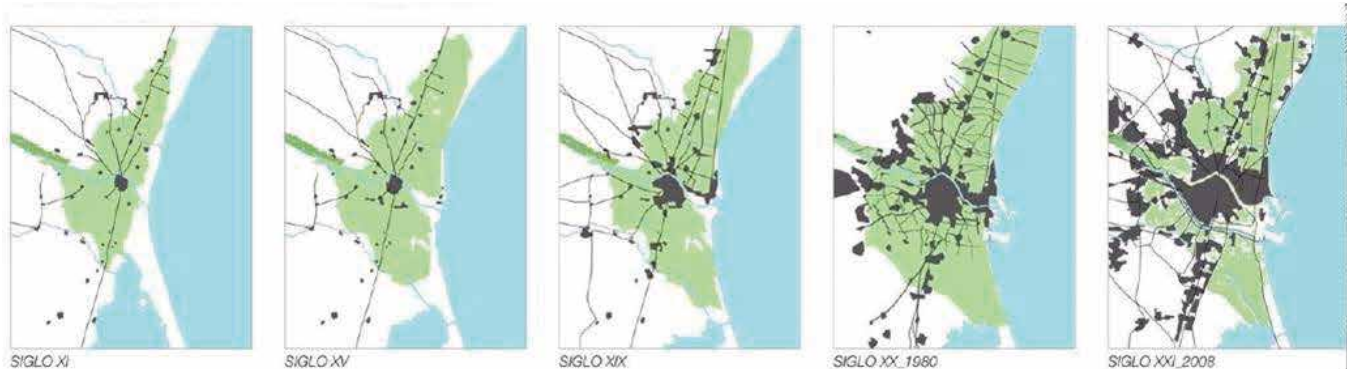 SIGLO XI
SIGLO XV
SIGLO XIX
SIGLO XX_1980
SIGLO XXI_2008